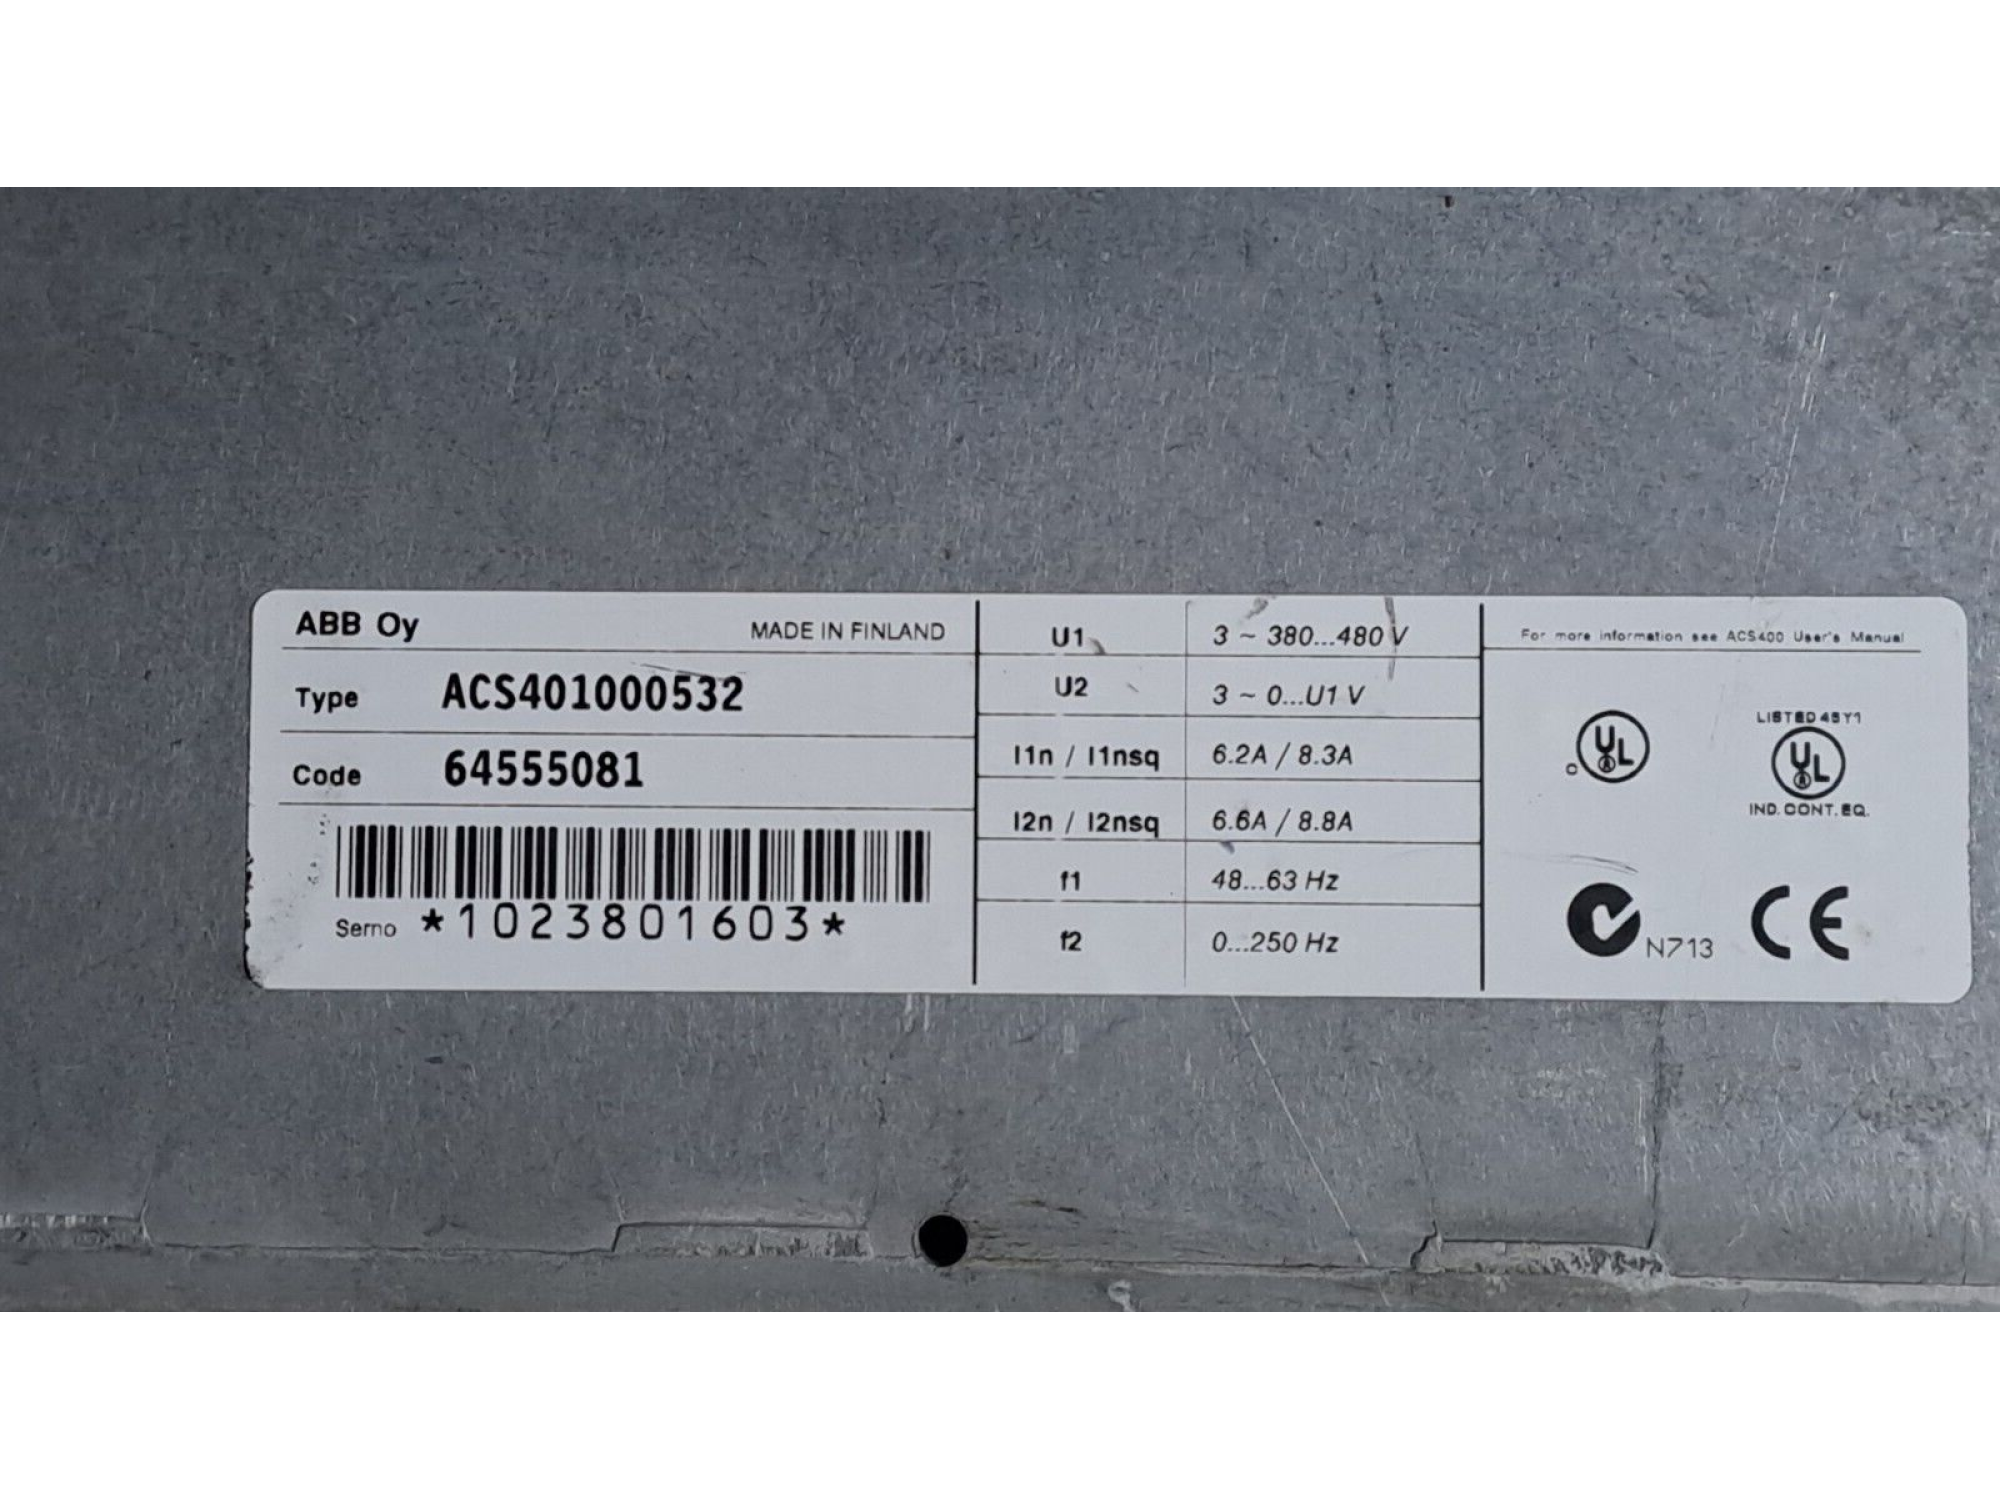 ABB Oy MADE IN FINLAND
Type ACS401000532
Code 64555081
Serno *1023801603*
U1 3 ~ 380...480 V
U2 3 ~ 0...U1 V
I1n / I1nsq 6.2A / 8.3A
I2n / I2nsq 6.6A / 8.8A
f1 48...63 Hz
f2 0...250 Hz
For more information see ACS400 User's Manual
C UL
LISTED 45Y1
UL
IND. CONT. EQ.
N713
CE